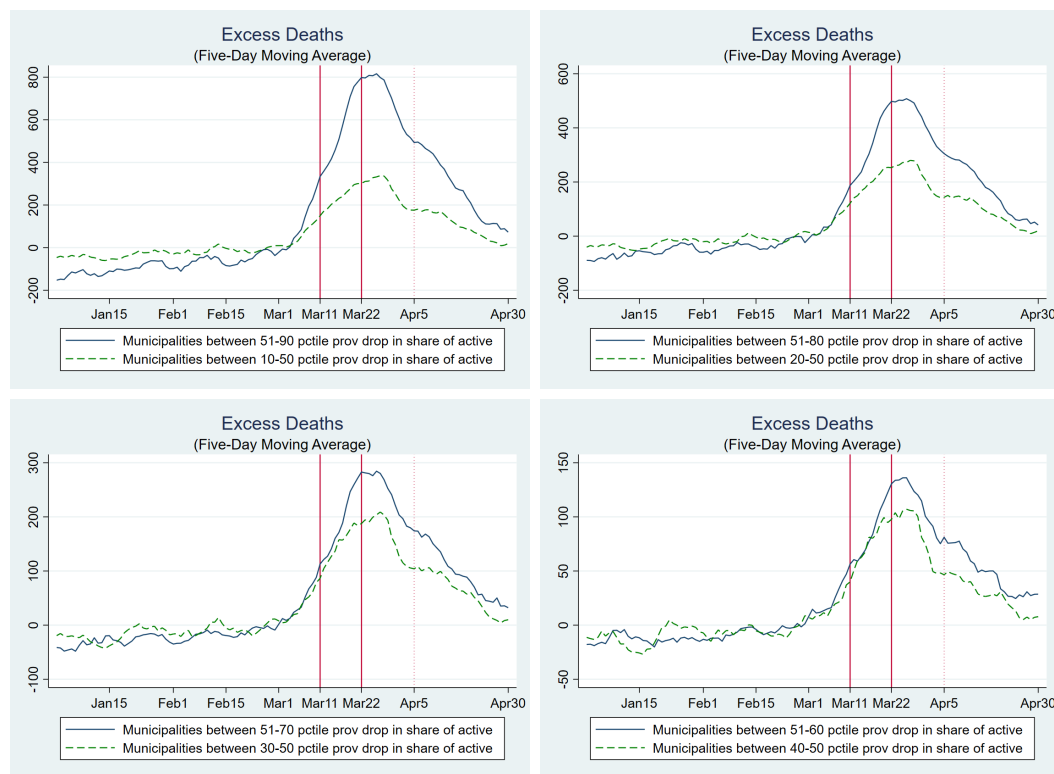 Excess Deaths
(Five-Day Moving Average)
800
600
400
200
0
-200
Jan15 Feb1 Feb15 Mar1 Mar11 Mar22 Apr5 Apr30
Municipalities between 51-90 pctile prov drop in share of active
Municipalities between 10-50 pctile prov drop in share of active
Excess Deaths
(Five-Day Moving Average)
600
400
200
0
-200
Jan15 Feb1 Feb15 Mar1 Mar11 Mar22 Apr5 Apr30
Municipalities between 51-80 pctile prov drop in share of active
Municipalities between 20-50 pctile prov drop in share of active
Excess Deaths
(Five-Day Moving Average)
300
200
100
0
-100
Jan15 Feb1 Feb15 Mar1 Mar11 Mar22 Apr5 Apr30
Municipalities between 51-70 pctile prov drop in share of active
Municipalities between 30-50 pctile prov drop in share of active
Excess Deaths
(Five-Day Moving Average)
150
100
50
0
-50
Jan15 Feb1 Feb15 Mar1 Mar11 Mar22 Apr5 Apr30
Municipalities between 51-60 pctile prov drop in share of active
Municipalities between 40-50 pctile prov drop in share of active